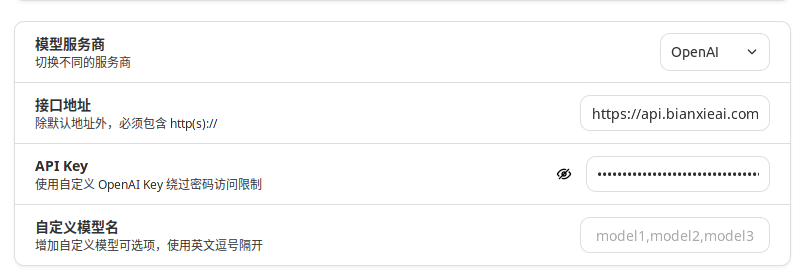 模型服务商
切换不同的服务商
OpenAI
接口地址
除默认地址外，必须包含 http(s)://
https://api.bianxieai.com
API Key
使用自定义 OpenAI Key 绕过密码访问限制
自定义模型名
增加自定义模型可选项，使用英文逗号隔开
model1,model2,model3